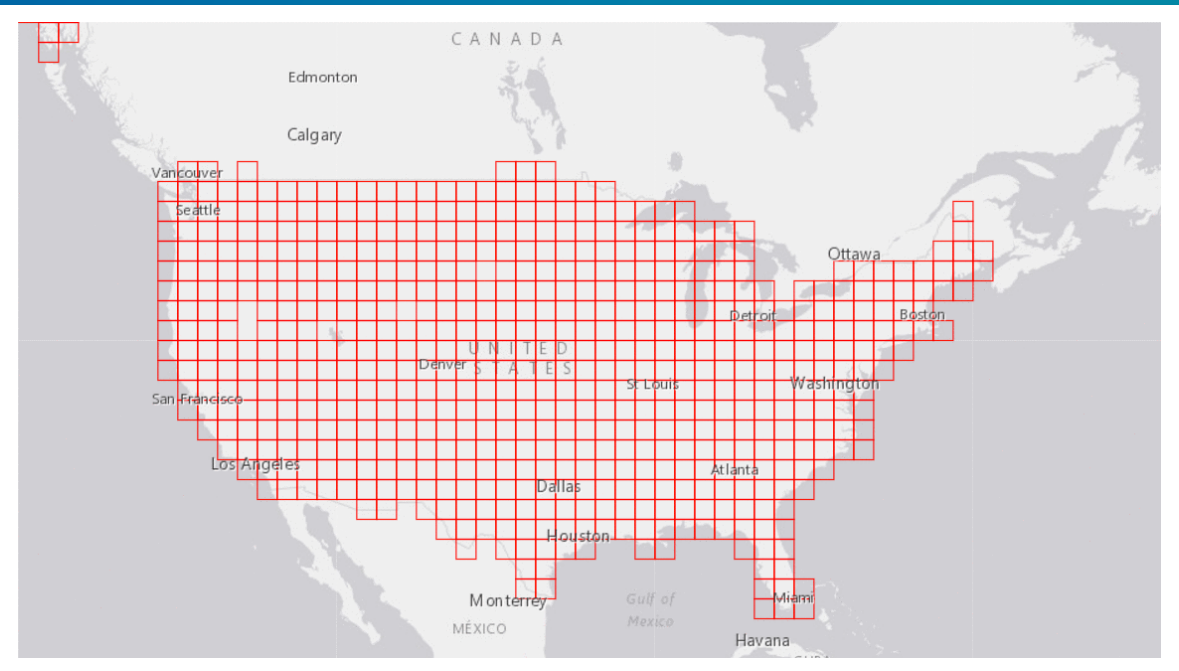 CANADA
Edmonton
Calgary
Vancouver
Seattle
Ottawa
Detroit
Boston
UNITED
STATES
Denver
St Louis
Washington
San Francisco
Los Angeles
Atlanta
Dallas
Houston
Monterrey
Gulf of
Mexico
Miami
MÉXICO
Havana